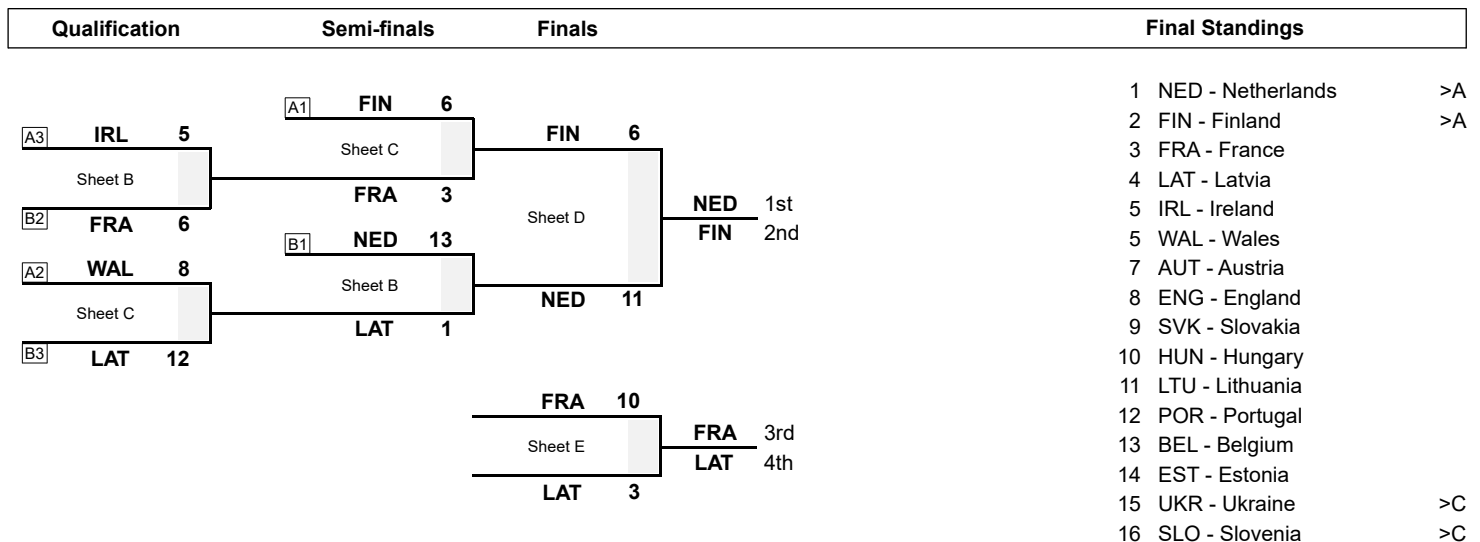 Qualification Semi-finals Finals Final Standings
A1 FIN 6
A3 IRL 5
Sheet B
B2 FRA 6
Sheet C
FRA 3
B1 NED 13
A2 WAL 8
Sheet C
B3 LAT 12
Sheet B
LAT 1
FIN 6
Sheet D
NED 11
NED 1st
FIN 2nd
FRA 10
Sheet E
LAT 3
FRA 3rd
LAT 4th
1 NED - Netherlands >A
2 FIN - Finland >A
3 FRA - France
4 LAT - Latvia
5 IRL - Ireland
5 WAL - Wales
7 AUT - Austria
8 ENG - England
9 SVK - Slovakia
10 HUN - Hungary
11 LTU - Lithuania
12 POR - Portugal
13 BEL - Belgium
14 EST - Estonia
15 UKR - Ukraine >C
16 SLO - Slovenia >C